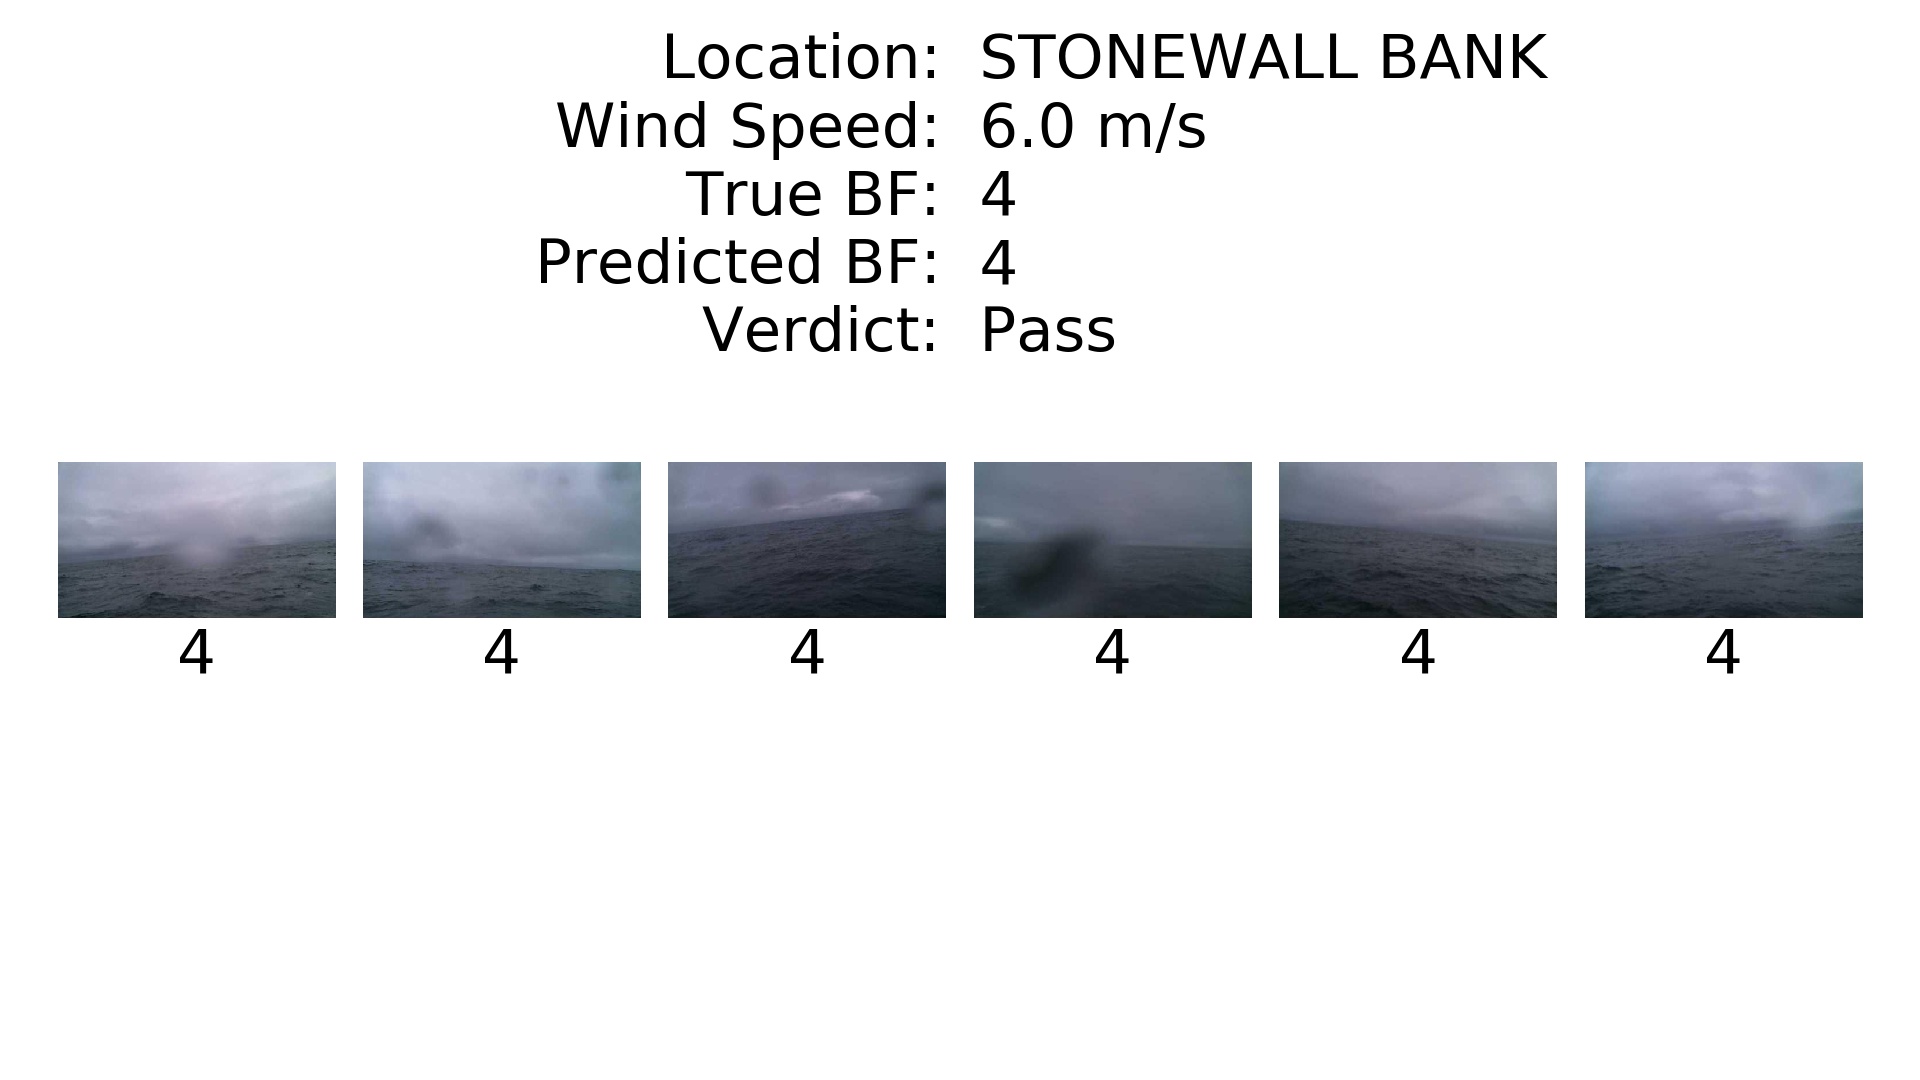 Location: STONEWALL BANK
Wind Speed: 6.0 m/s
True BF: 4
Predicted BF: 4
Verdict: Pass
4 4 4 4 4 4